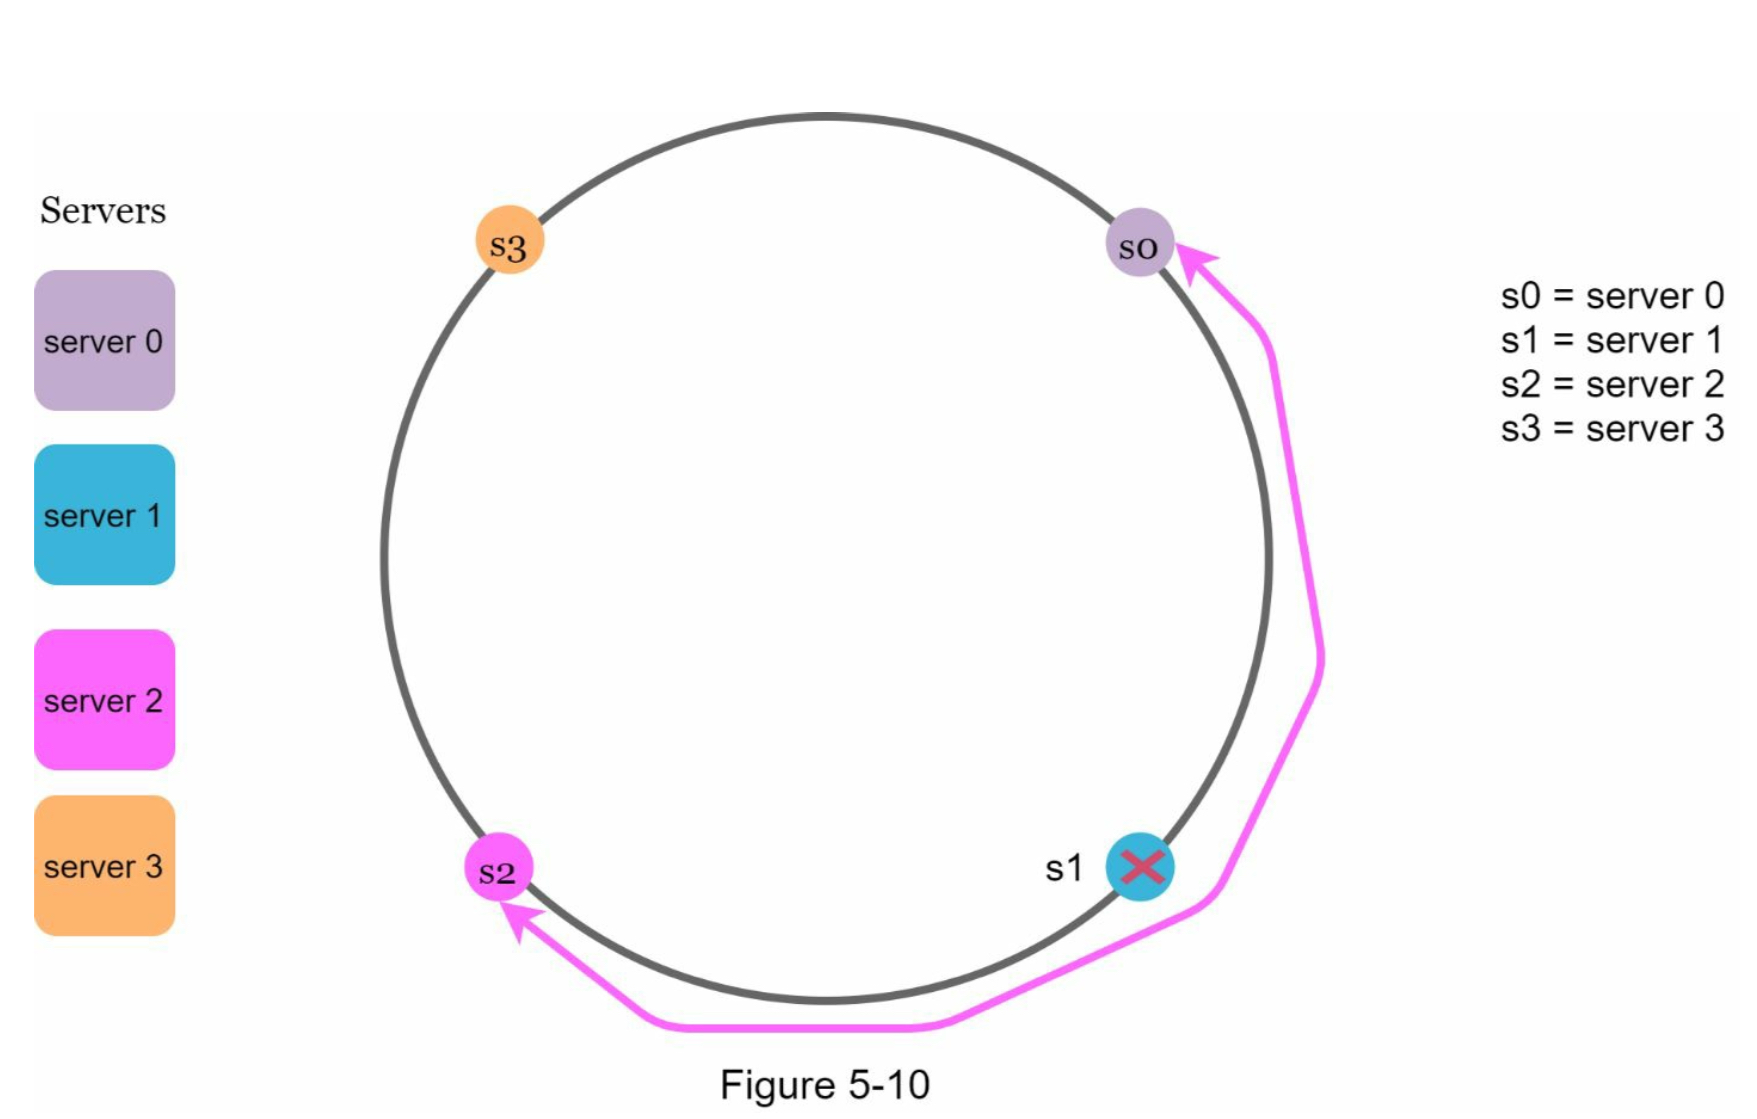 Servers
server 0
server 1
server 2
server 3
s3
s0
s1
s2
s0 = server 0
s1 = server 1
s2 = server 2
s3 = server 3
Figure 5-10